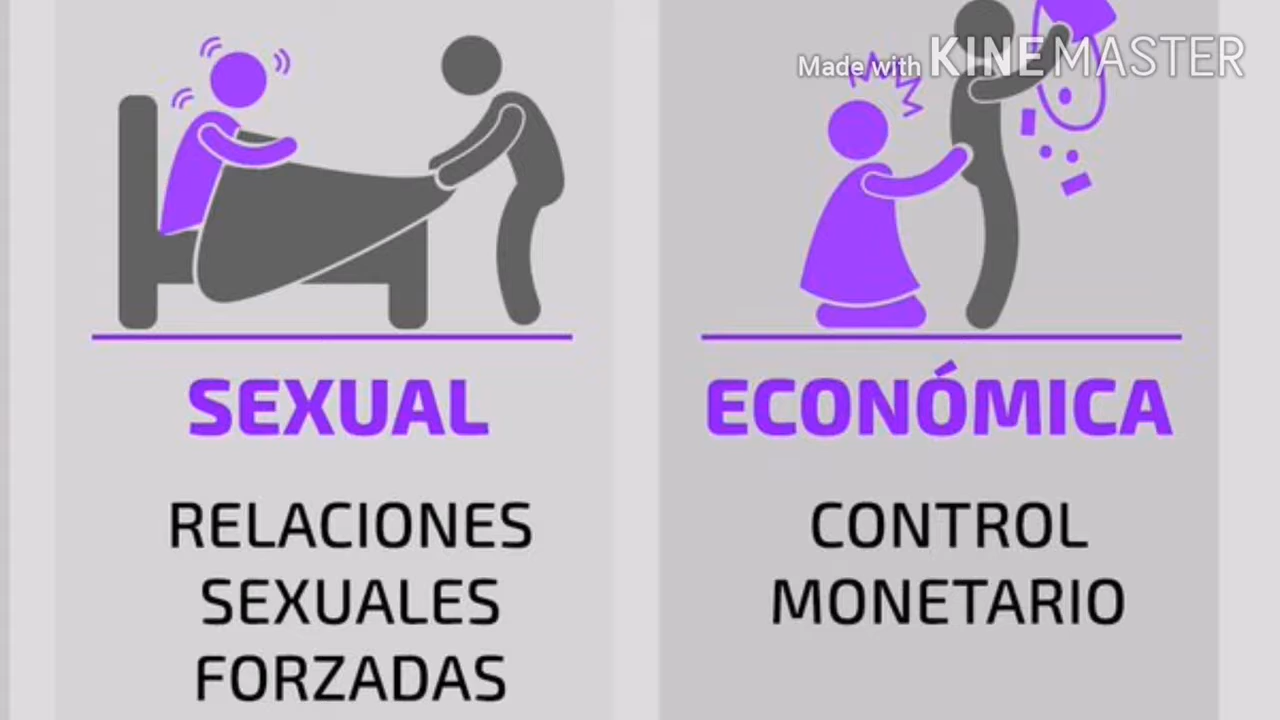 Made with KINEMASTER
SEXUAL
RELACIONES
SEXUALES
FORZADAS
ECONÓMICA
CONTROL
MONETARIO